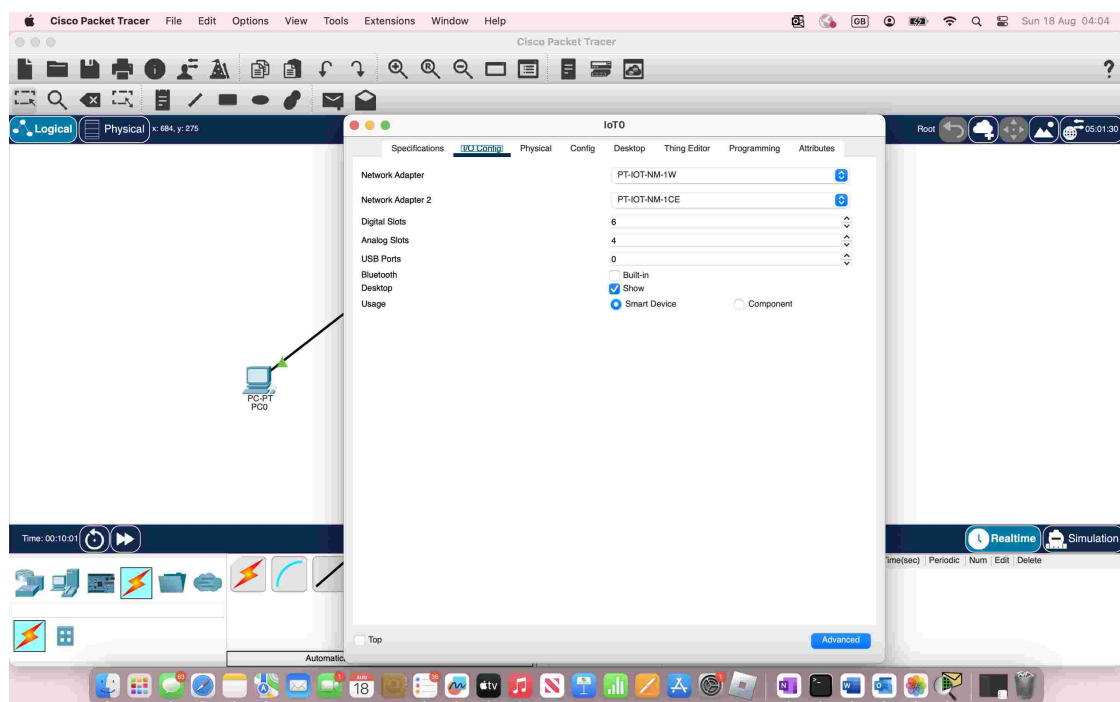 Cisco Packet Tracer File Edit Options View Tools Extensions Window Help GB Sun 18 Aug 04:04
Cisco Packet Tracer
?
Logical Physical x: 684, y: 275 IoT0 Root 05:01:30
Specifications I/O Config Physical Config Desktop Thing Editor Programming Attributes
Network Adapter PT-IOT-NM-1W
Network Adapter 2 PT-IOT-NM-1CE
Digital Slots 6
Analog Slots 4
USB Ports 0
Bluetooth Built-in
Desktop Show
Usage Smart Device Component
PC-PT
PC0
Time: 00:10:01 Realtime Simulation
Time(sec) Periodic Num Edit Delete
Top Advanced
Automatic
AUG
18
tv